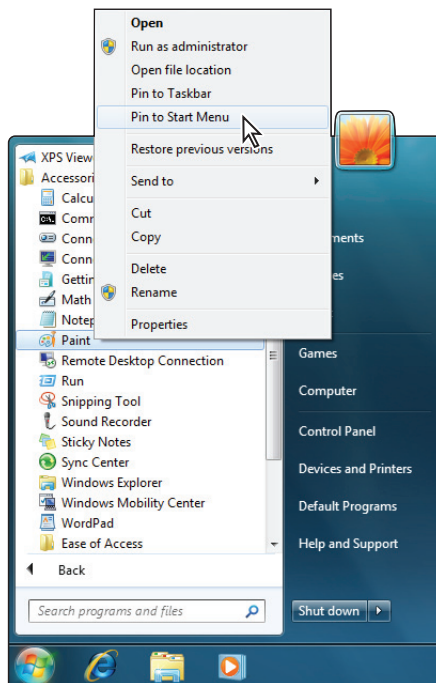 Open
Run as administrator
Open file location
Pin to Taskbar
Pin to Start Menu
Restore previous versions
Send to
Cut
Copy
Delete
Rename
Properties
XPS View
Accessori
Calcu
Comm
Conn
Conn
Gettin
Math
Notep
Paint
Remote Desktop Connection
Run
Snipping Tool
Sound Recorder
Sticky Notes
Sync Center
Windows Explorer
Windows Mobility Center
WordPad
Ease of Access
Back
Search programs and files
ments
es
Games
Computer
Control Panel
Devices and Printers
Default Programs
Help and Support
Shut down